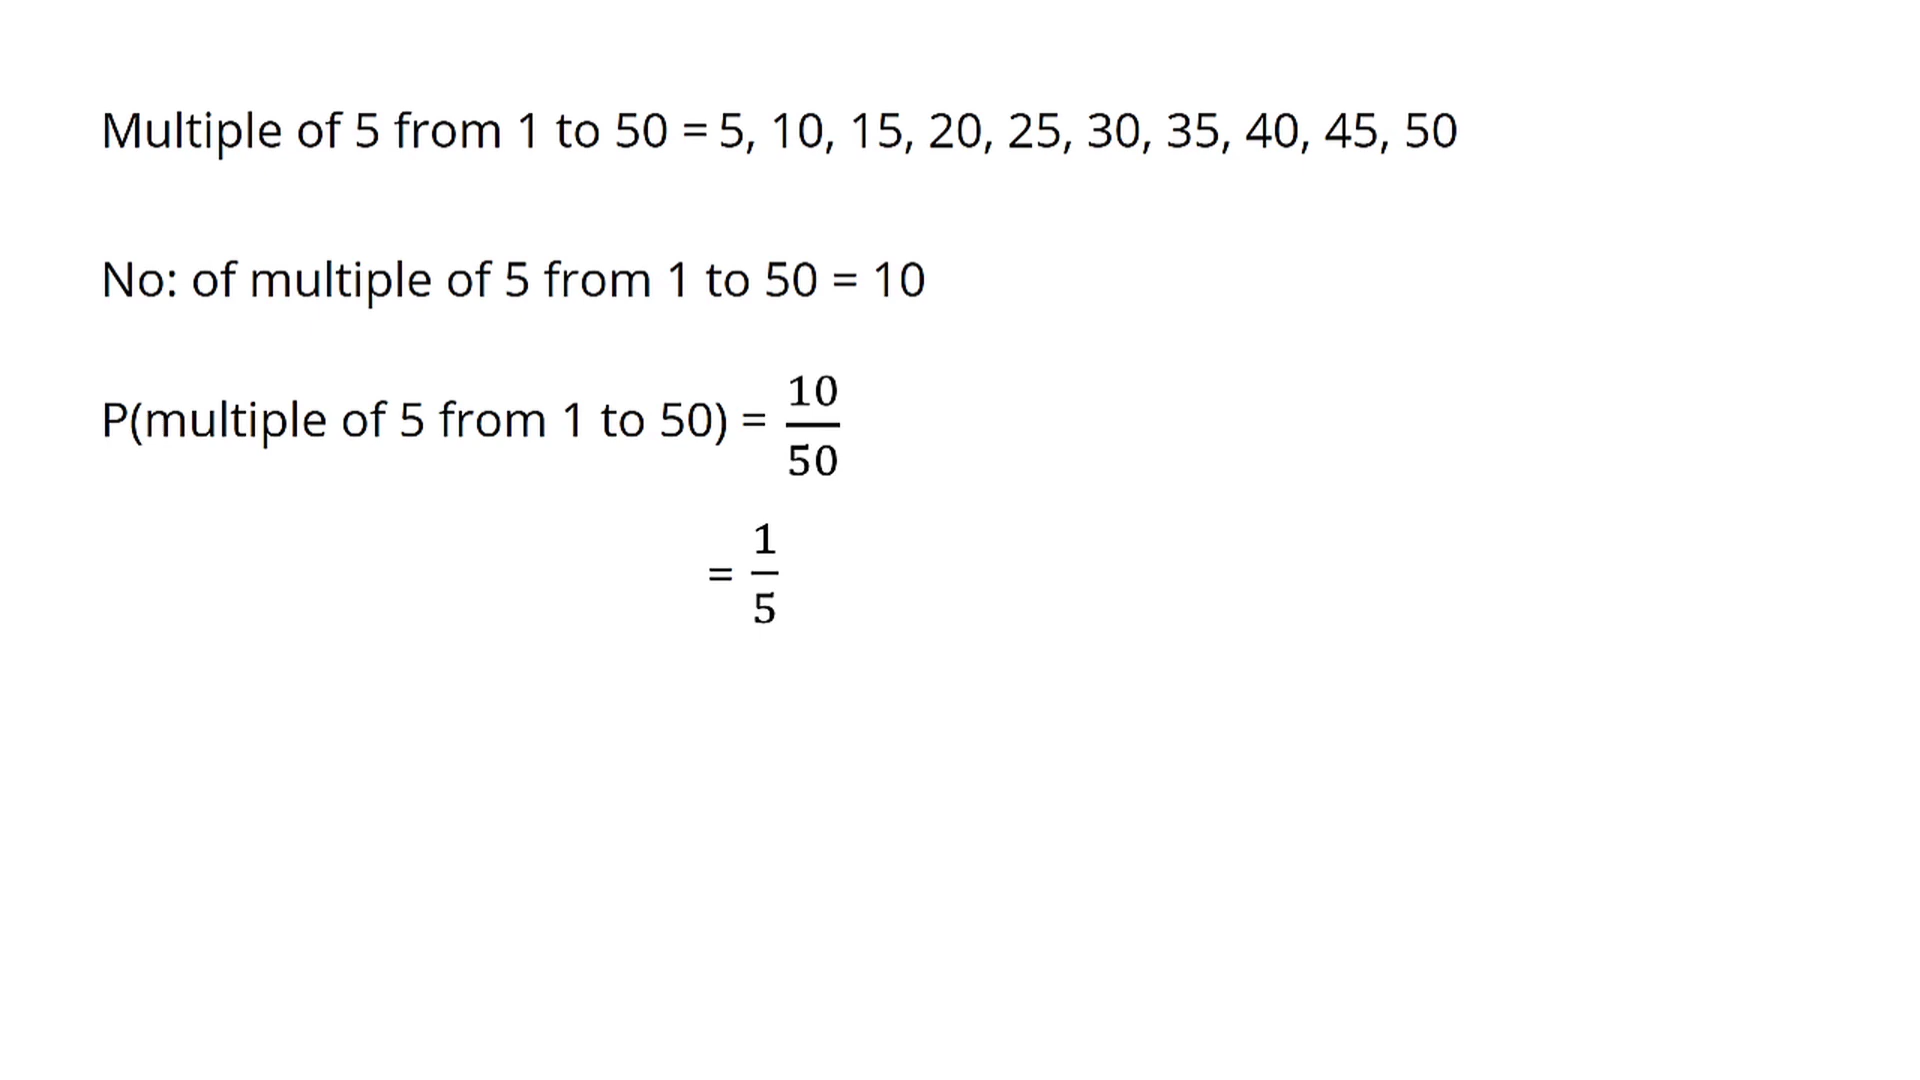 Multiple of 5 from 1 to 50 = 5, 10, 15, 20, 25, 30, 35, 40, 45, 50
No: of multiple of 5 from 1 to 50 = 10
P(multiple of 5 from 1 to 50) = 10/50
= 1/5